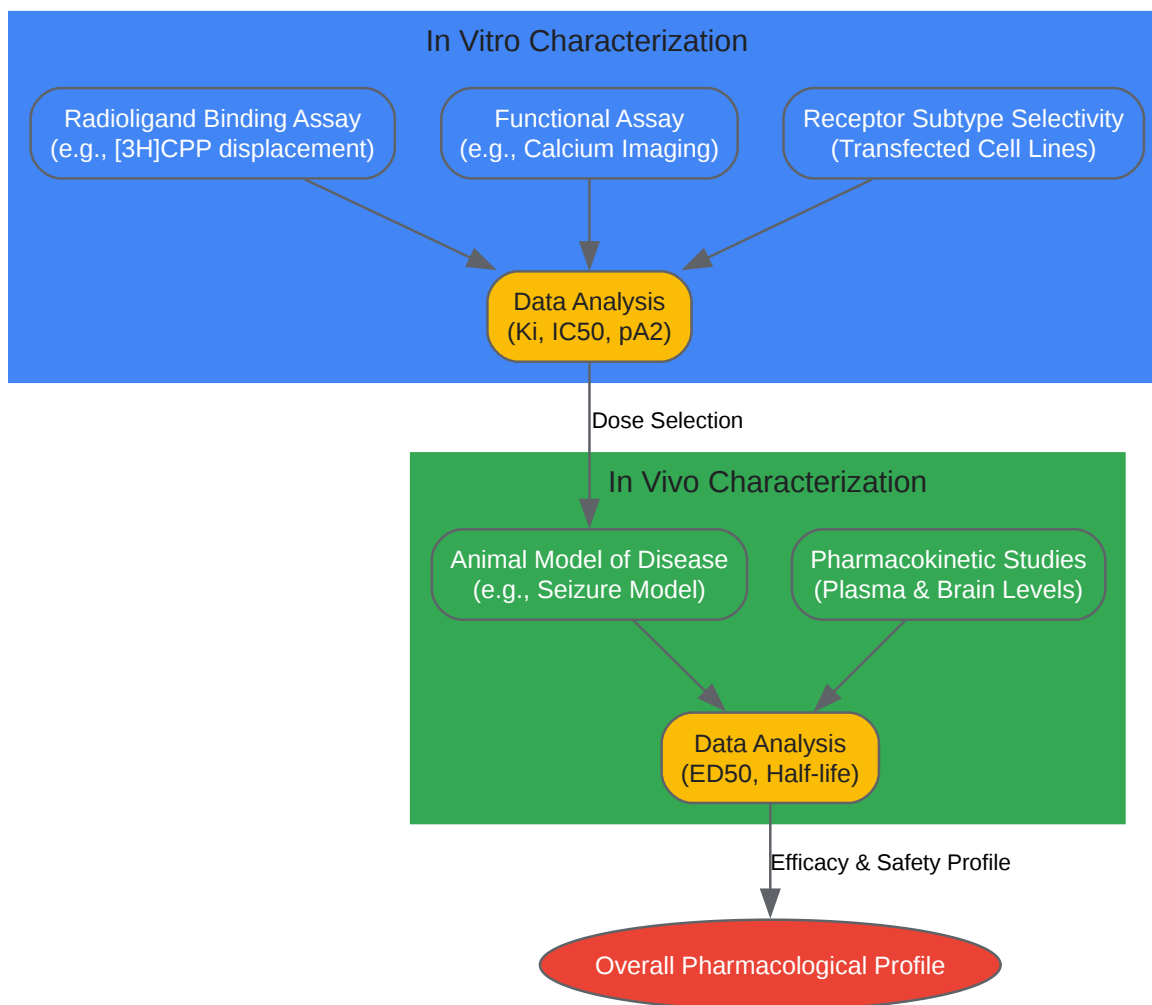 In Vitro Characterization
Radioligand Binding Assay
(e.g., [3H]CPP displacement)
Functional Assay
(e.g., Calcium Imaging)
Receptor Subtype Selectivity
(Transfected Cell Lines)
Data Analysis
(Ki, IC50, pA2)
Dose Selection
In Vivo Characterization
Animal Model of Disease
(e.g., Seizure Model)
Pharmacokinetic Studies
(Plasma & Brain Levels)
Data Analysis
(ED50, Half-life)
Efficacy & Safety Profile
Overall Pharmacological Profile